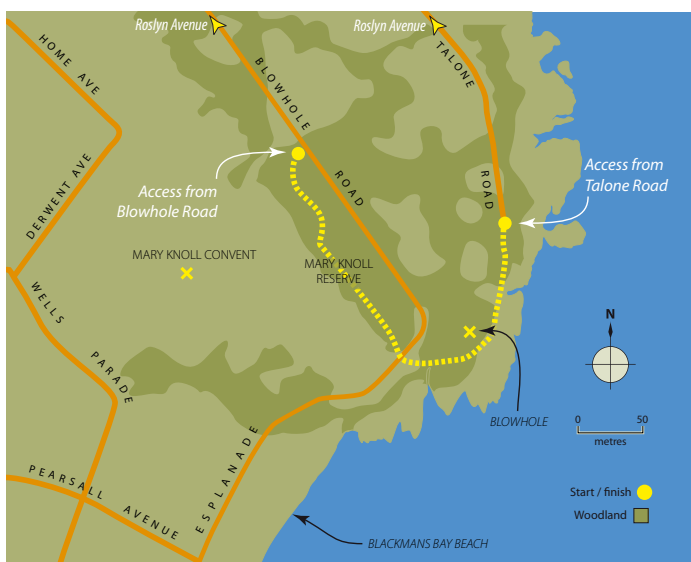 Roslyn Avenue
Roslyn Avenue
HOME AVE
BLOWHOLE
ROAD
TALONE
ROAD
Access from
Blowhole Road
Access from
Talone Road
DERWENT AVE
MARY KNOLL CONVENT
MARY KNOLL
RESERVE
WELLS
PARADE
N
BLOWHOLE
0 50
metres
ESPLANADE
PEARSALL AVENUE
Start / finish
Woodland
BLACKMANS BAY BEACH